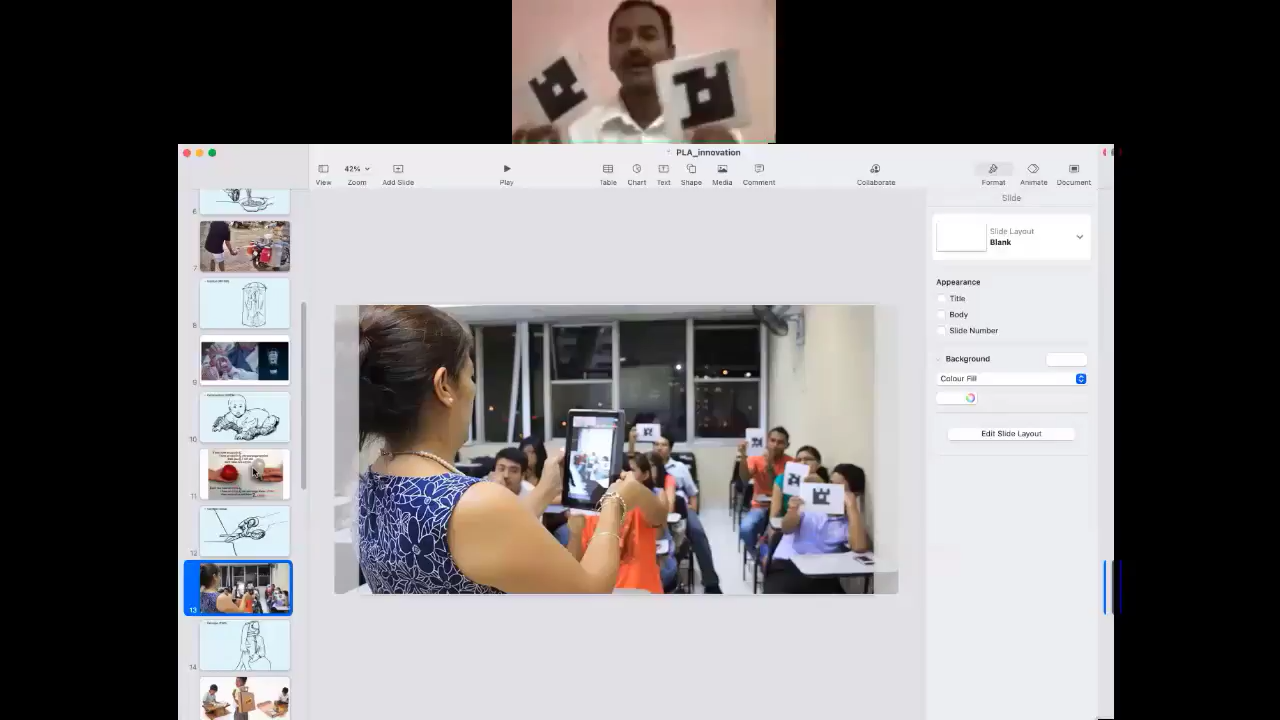 PLA_innovation
View
42%
Zoom
Add Slide
Play
Table
Chart
Text
Shape
Media
Comment
Collaborate
Format
Animate
Document
Slide
Slide Layout
Blank
Appearance
Title
Body
Slide Number
Background
Colour Fill
Edit Slide Layout
6
7
8
9
10
11
12
13
14